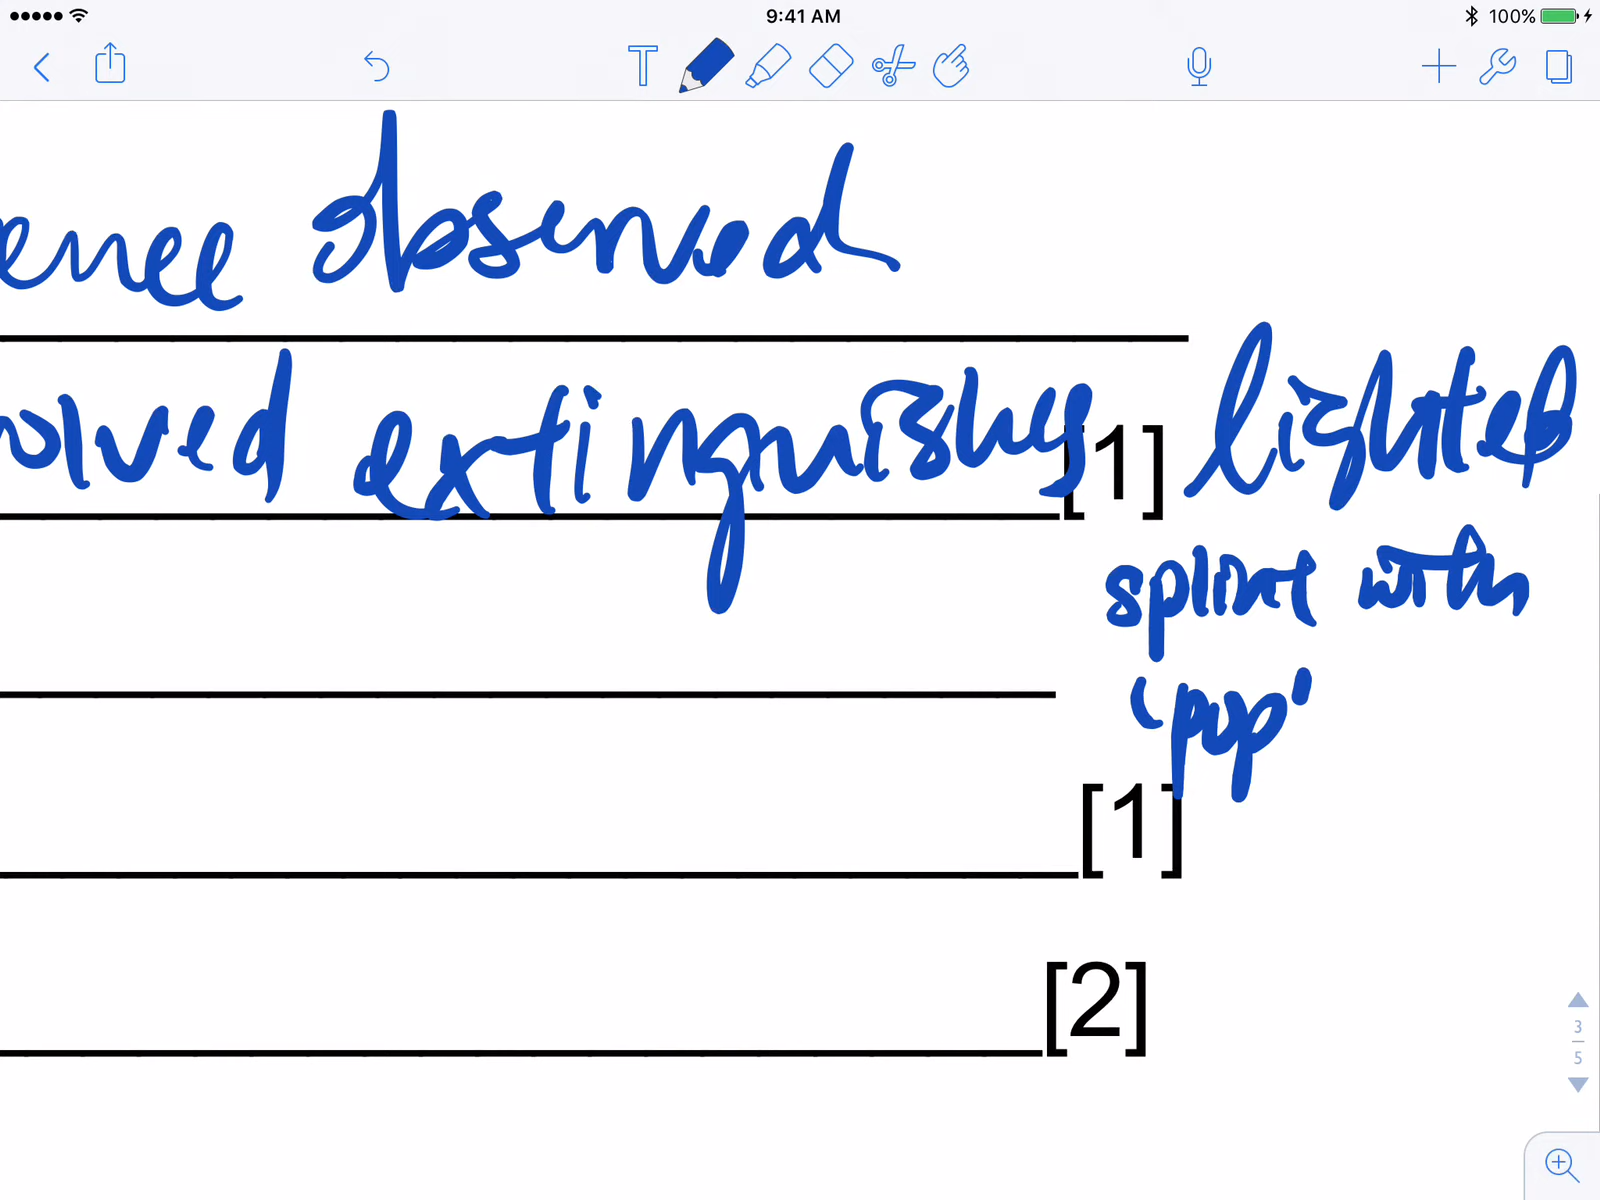 9:41 AM
100%
T
ence observed
olved extinguishes [1] lighted
splint with
'pop'
[1]
[2]
3
5